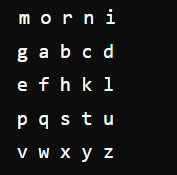 m o r n i
g a b c d
e f h k l
p q s t u
v w x y z